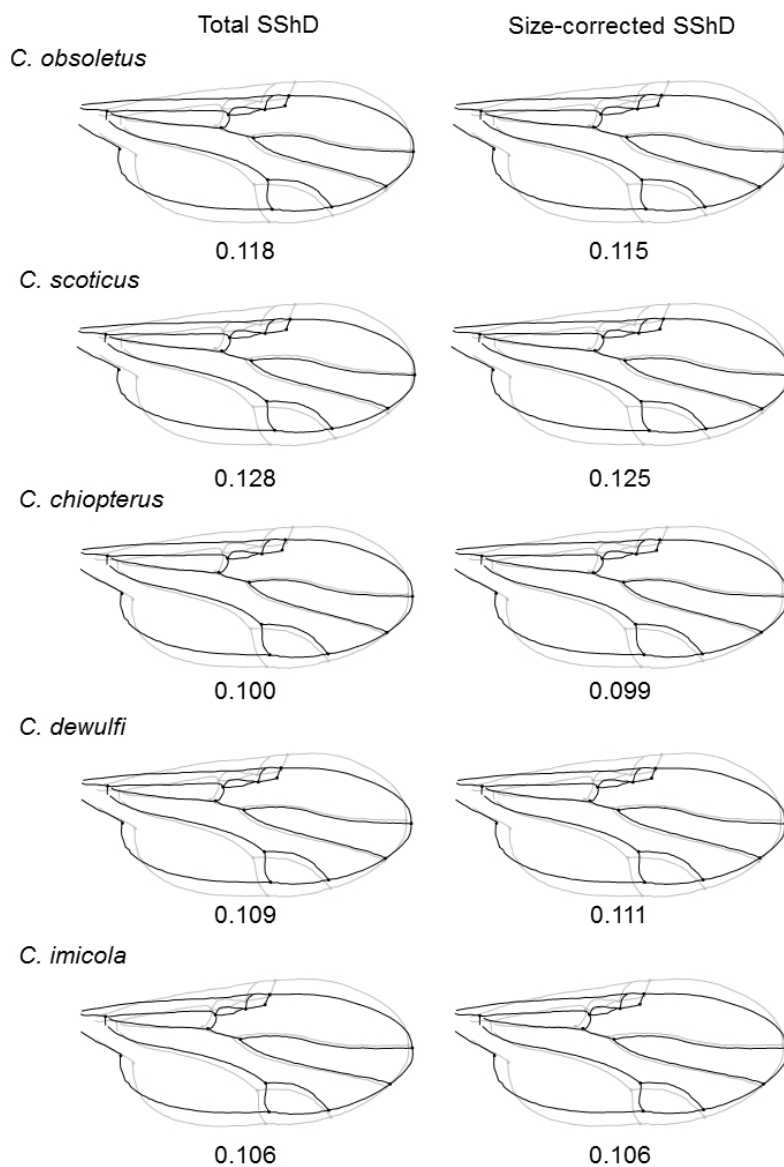 Total SShD Size-corrected SShD
C. obsoletus
0.118 0.115
C. scoticus
0.128 0.125
C. chiopterus
0.100 0.099
C. dewulfi
0.109 0.111
C. imicola
0.106 0.106